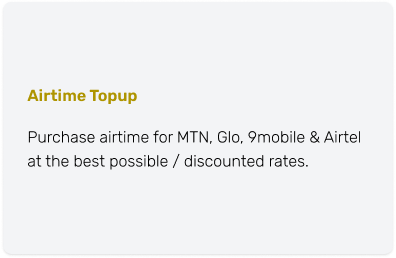 Airtime Topup
Purchase airtime for MTN, Glo, 9mobile & Airtel
at the best possible / discounted rates.